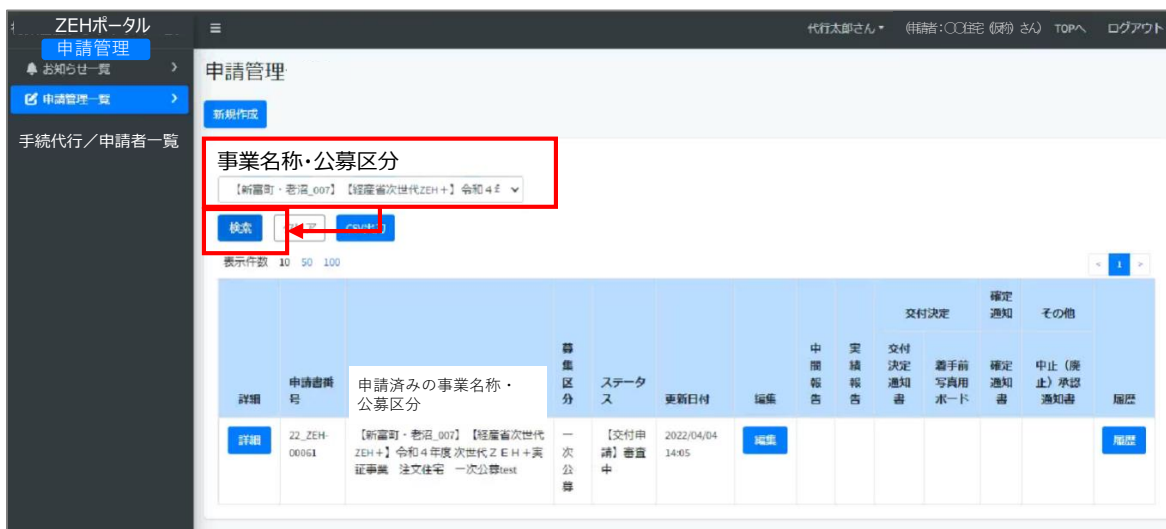 ZEHポータル
申請管理
お知らせ一覧
申請管理一覧
手続代行／申請者一覧
代行太郎さん
TOPへ
ログアウト
申請管理
新規作成
事業名称・公募区分
【新富町・老沼_007】【経産省次世代ZEH+】令和4年
検索
表示件数 10 50 100
< 1 >
交付決定
確定通知
その他
詳細
申請書番号
申請済みの事業名称・
公募区分
募集区分
ステータス
更新日付
編集
中間報告
実績報告
交付決定通知書
着手前写真用ボード
確定通知書
中止（廃止）承認通知書
履歴
詳細
22_ZEH-
00061
【新富町・老沼_007】【経産省次世代
ZEH+】令和４年度 次世代ＺＥＨ＋実
証事業　注文住宅　一次公募test
一次公募
【交付申
請】審査
中
2022/04/04
14:05
編集
履歴